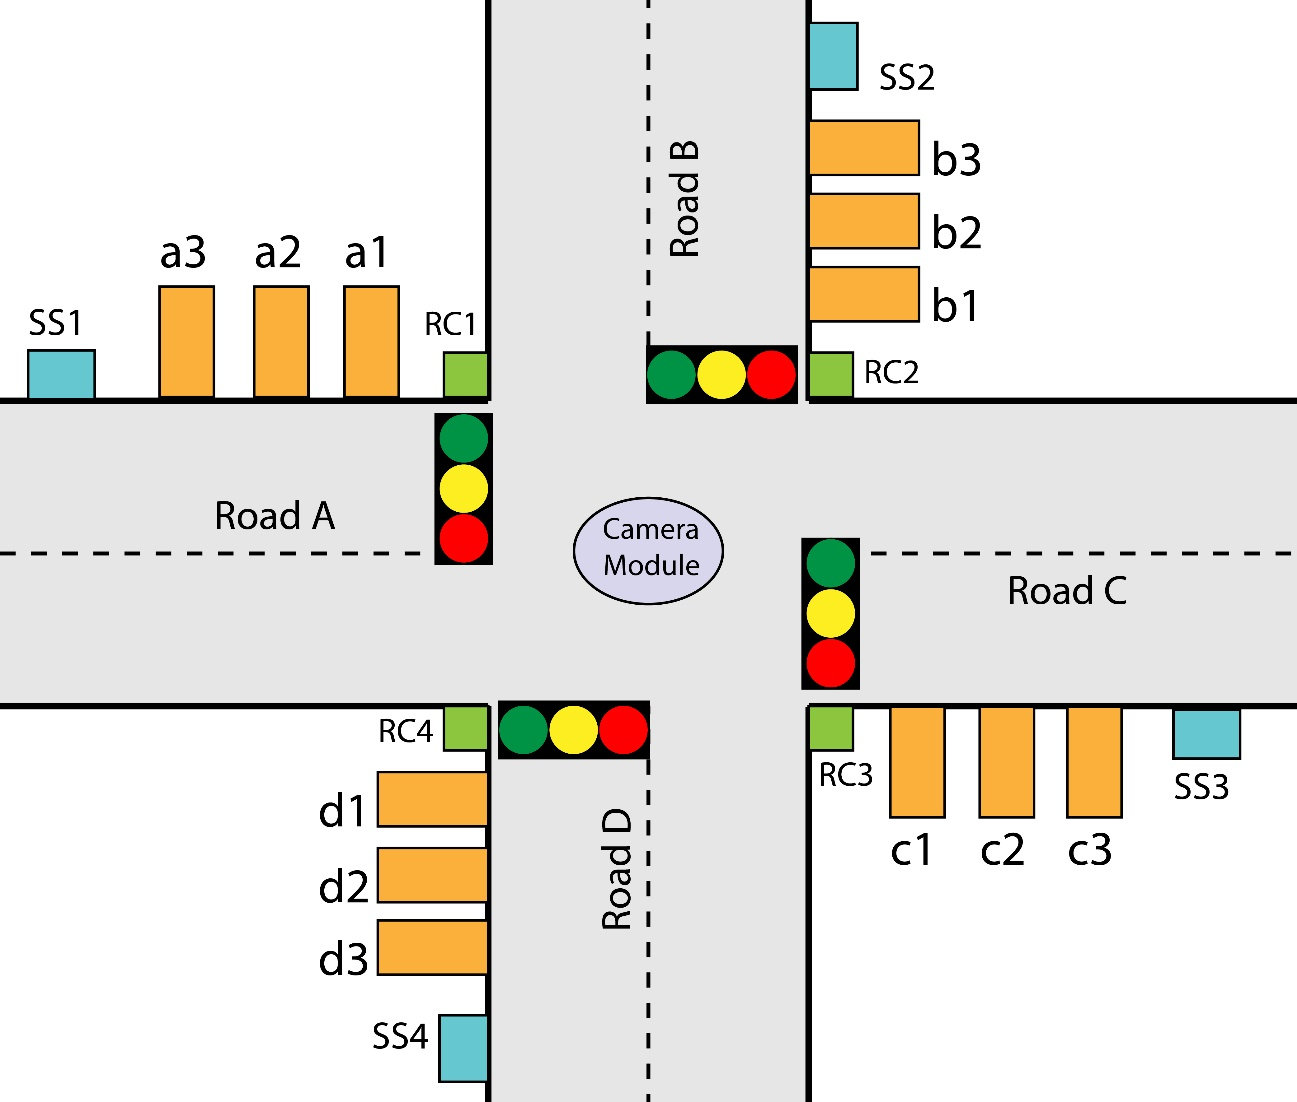 SS2
Road B
b3
b2
b1
a3 a2 a1
SS1
RC1
RC2
Road A
Camera
Module
Road C
RC4
RC3
SS3
d1
d2
d3
c1 c2 c3
Road D
SS4